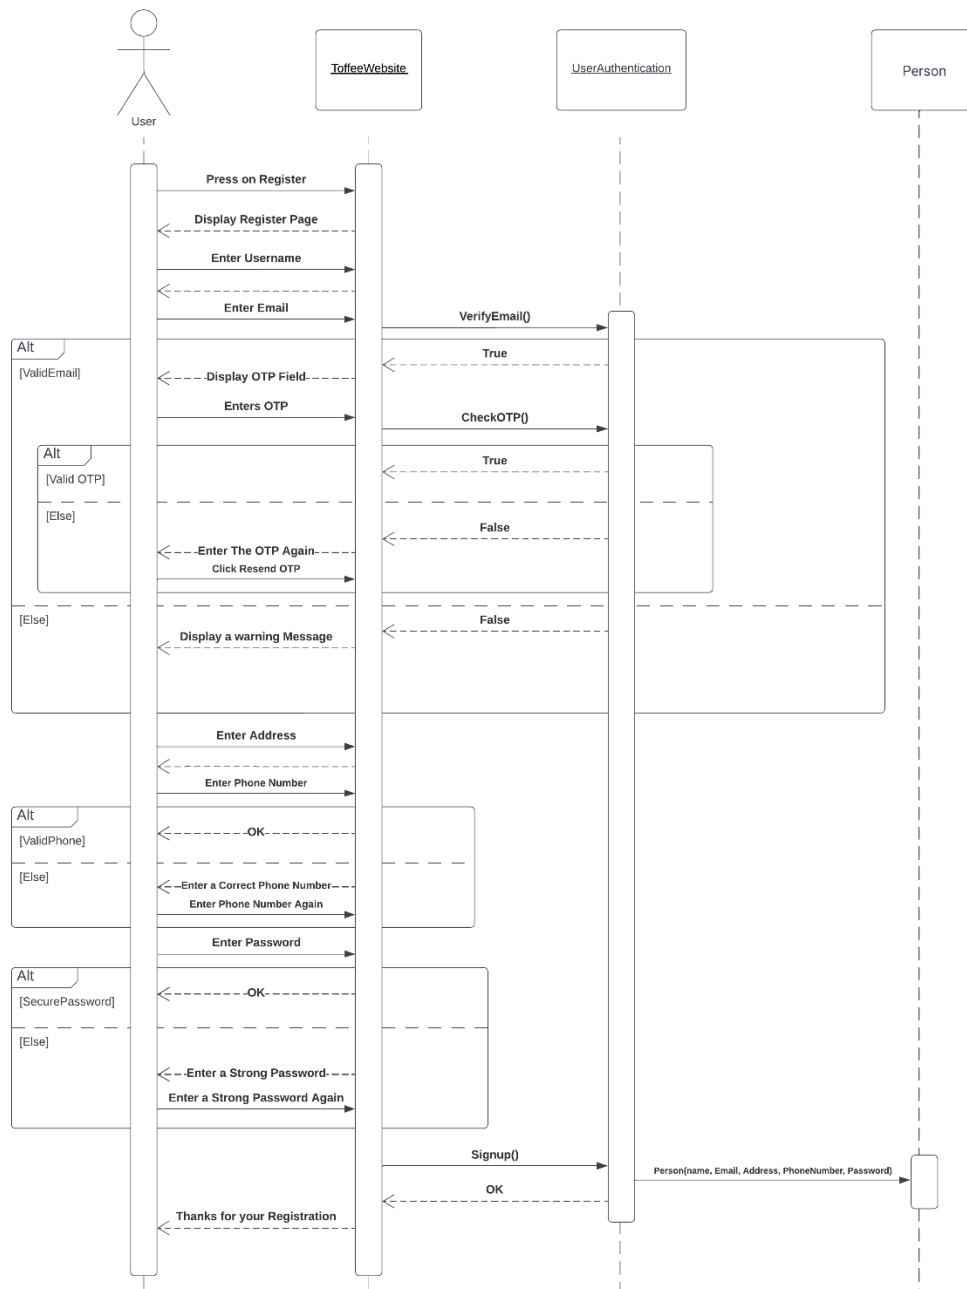 User
ToffeeWebsite
UserAuthentication
Person
Press on Register
Display Register Page
Enter Username
Enter Email
VerifyEmail()
Alt
[ValidEmail]
True
Display OTP Field
Enters OTP
CheckOTP()
Alt
[Valid OTP]
True
[Else]
False
Enter The OTP Again
Click Resend OTP
[Else]
False
Display a warning Message
Enter Address
Enter Phone Number
Alt
[ValidPhone]
OK
[Else]
Enter a Correct Phone Number
Enter Phone Number Again
Enter Password
Alt
[SecurePassword]
OK
[Else]
Enter a Strong Password
Enter a Strong Password Again
Signup()
Person(name, Email, Address, PhoneNumber, Password)
OK
Thanks for your Registration